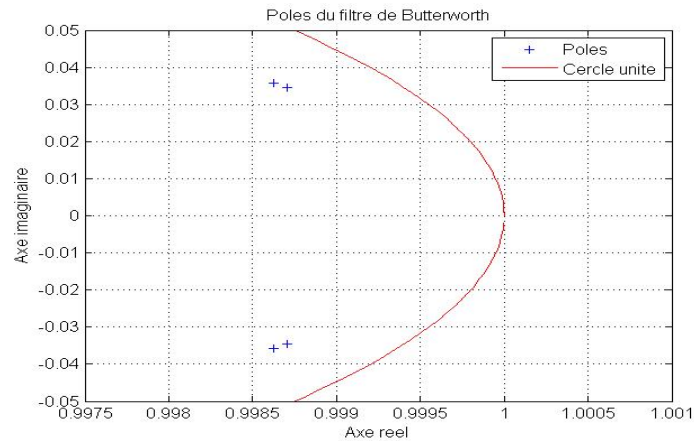 Poles du filtre de Butterworth
Poles
Cercle unite
0.05
0.04
0.03
0.02
0.01
0
-0.01
-0.02
-0.03
-0.04
-0.05
Axe imaginaire
0.9975 0.998 0.9985 0.999 0.9995 1 1.0005 1.001
Axe reel